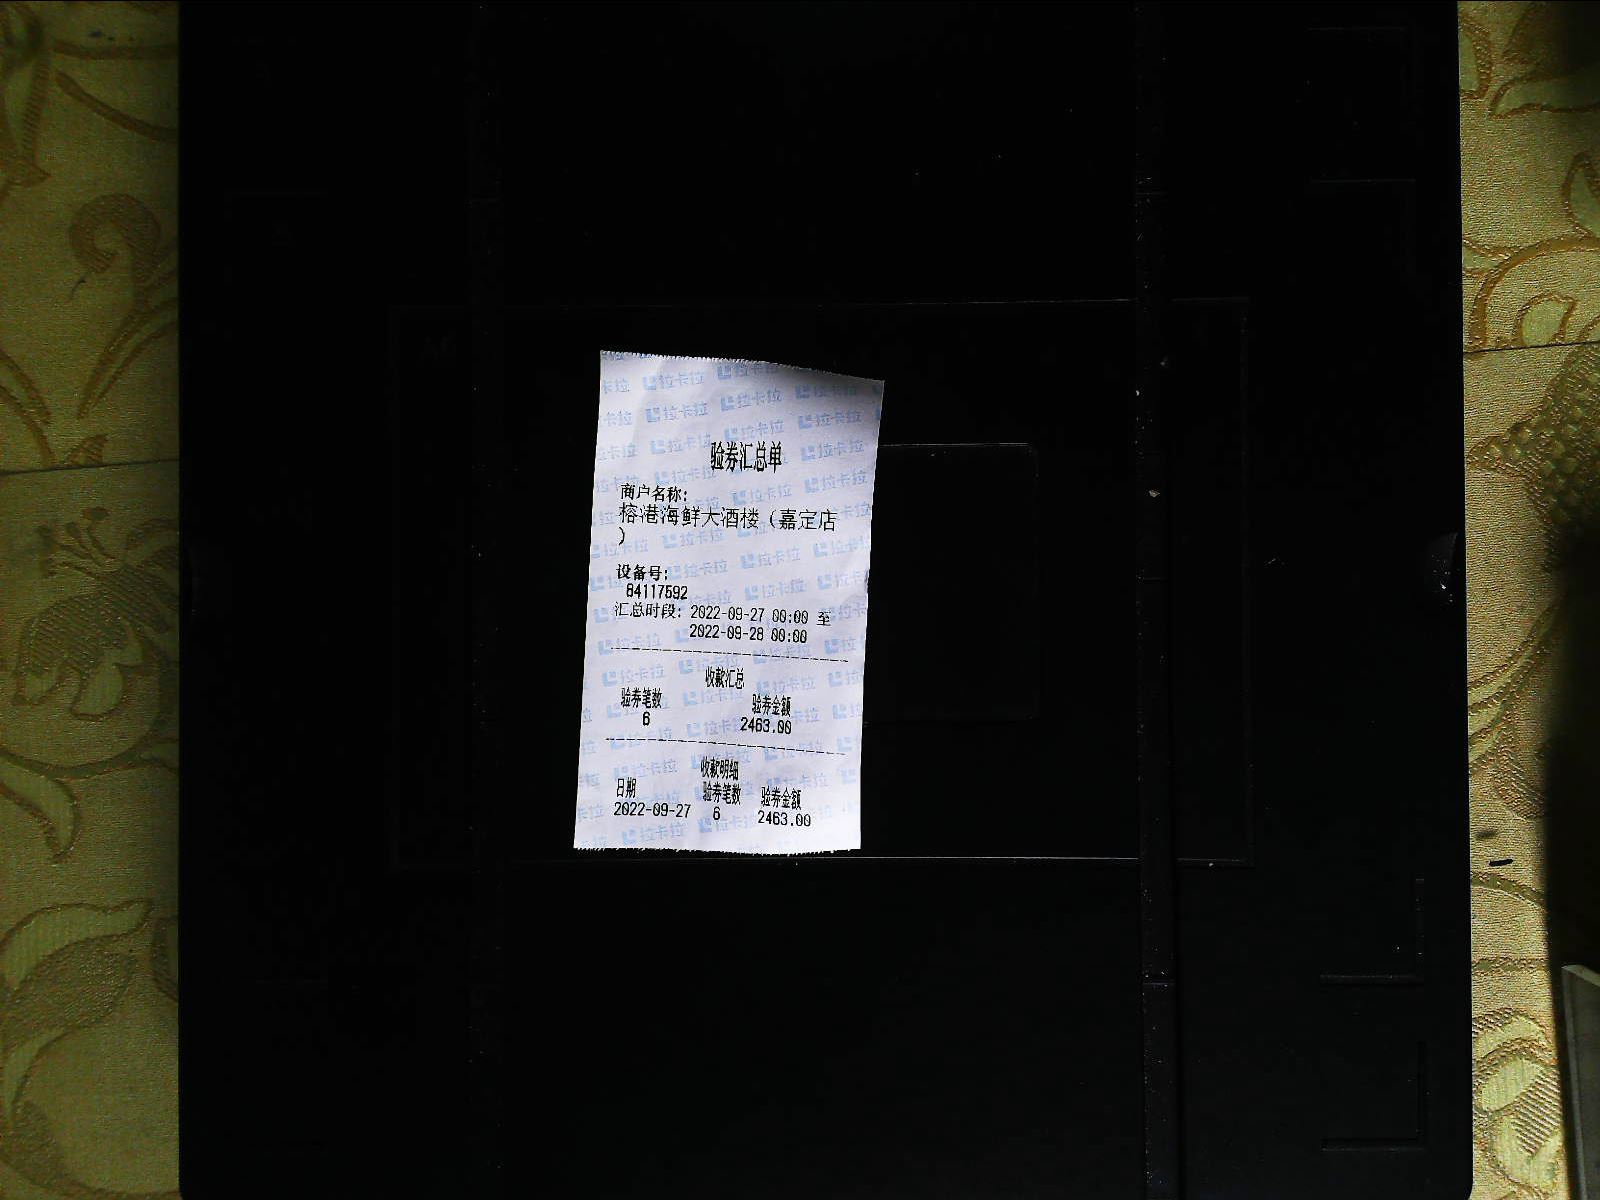 验券汇总单
商户名称:
榕港海鲜大酒楼（嘉定店
）
设备号:
84117592
汇总时段: 2022-09-27 00:00 至
2022-09-28 00:00
收款汇总
验券笔数 验券金额
6 2463.00
收款明细
日期 验券笔数 验券金额
2022-09-27 6 2463.00
拉卡拉